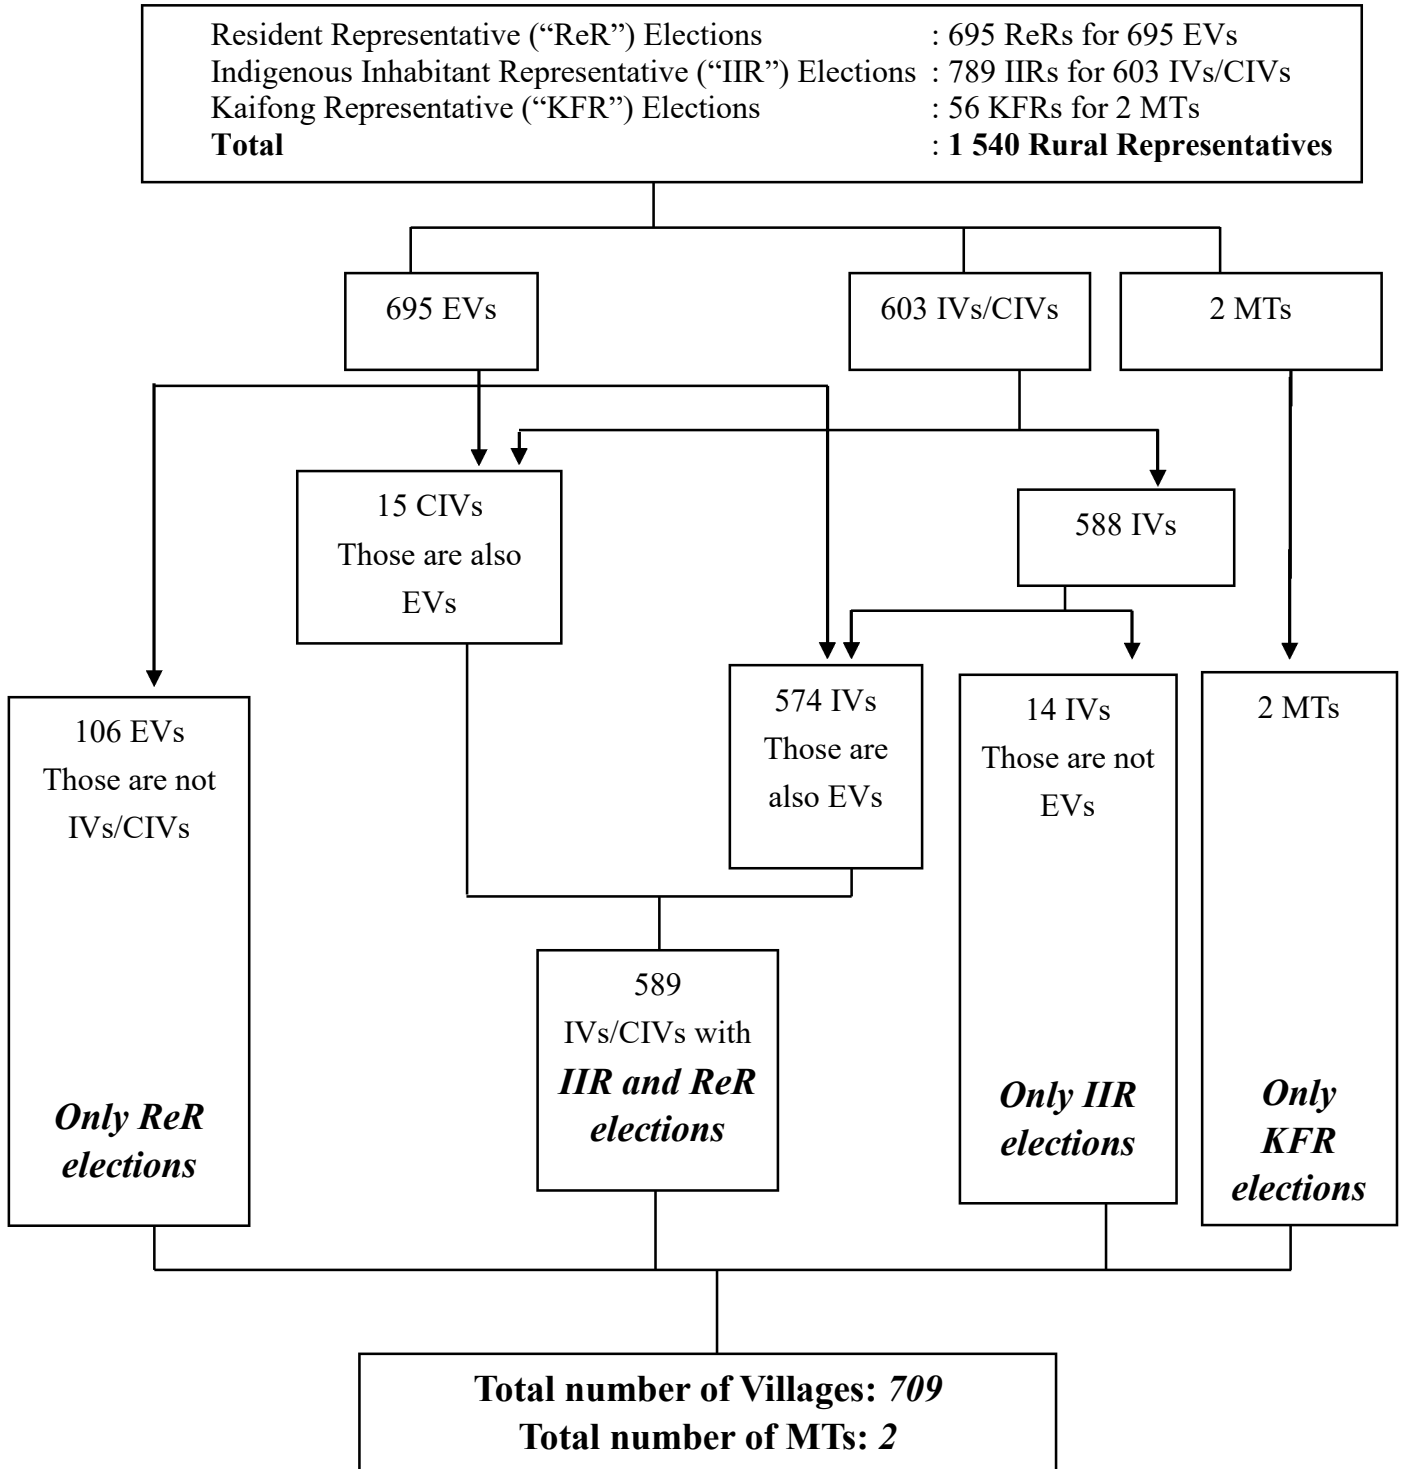 Resident Representative (“ReR”) Elections : 695 ReRs for 695 EVs
Indigenous Inhabitant Representative (“IIR”) Elections : 789 IIRs for 603 IVs/CIVs
Kaifong Representative (“KFR”) Elections : 56 KFRs for 2 MTs
Total : 1 540 Rural Representatives
695 EVs
603 IVs/CIVs
2 MTs
15 CIVs
Those are also
EVs
588 IVs
106 EVs
Those are not
IVs/CIVs
Only ReR
elections
574 IVs
Those are
also EVs
589
IVs/CIVs with
IIR and ReR
elections
14 IVs
Those are not
EVs
Only IIR
elections
2 MTs
Only
KFR
elections
Total number of Villages: 709
Total number of MTs: 2